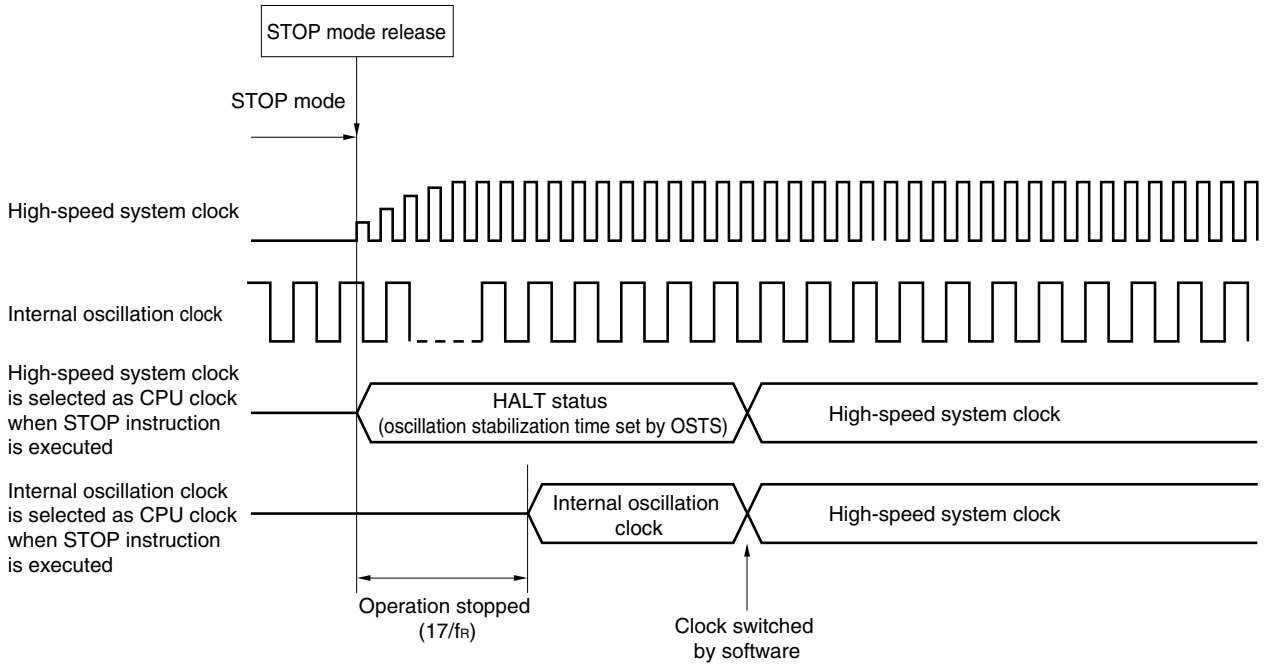 STOP mode release
STOP mode
High-speed system clock
Internal oscillation clock
High-speed system clock
is selected as CPU clock
when STOP instruction
is executed
HALT status
(oscillation stabilization time set by OSTS)
High-speed system clock
Internal oscillation clock
is selected as CPU clock
when STOP instruction
is executed
Internal oscillation
clock
High-speed system clock
Operation stopped
(17/fR)
Clock switched
by software